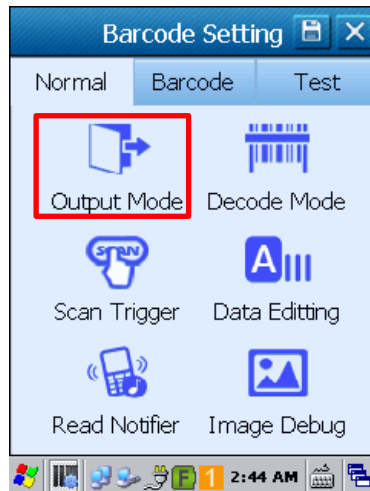 Barcode Setting
Normal Barcode Test
Output Mode Decode Mode
SCAN A
Scan Trigger Data Editting
Read Notifier Image Debug
F 1 2:44 AM